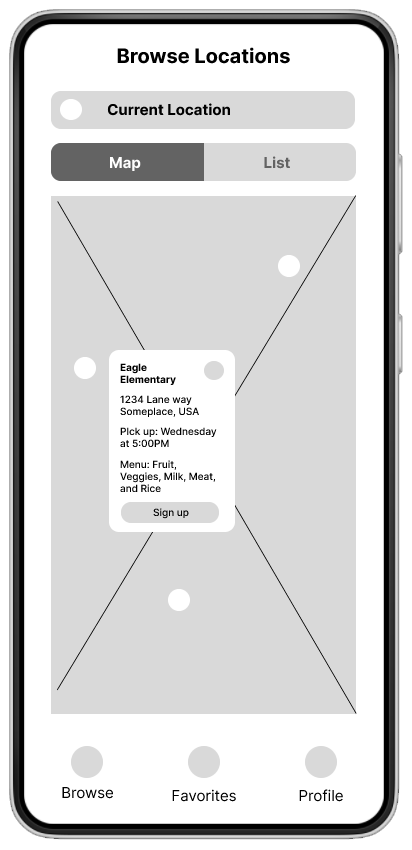 Browse Locations
Current Location
Map
List
Eagle
Elementary
1234 Lane way
Someplace, USA
PIck up: Wednesday
at 5:00PM
Menu: Fruit,
Veggies, Milk, Meat,
and Rice
Sign up
Browse
Favorites
Profile